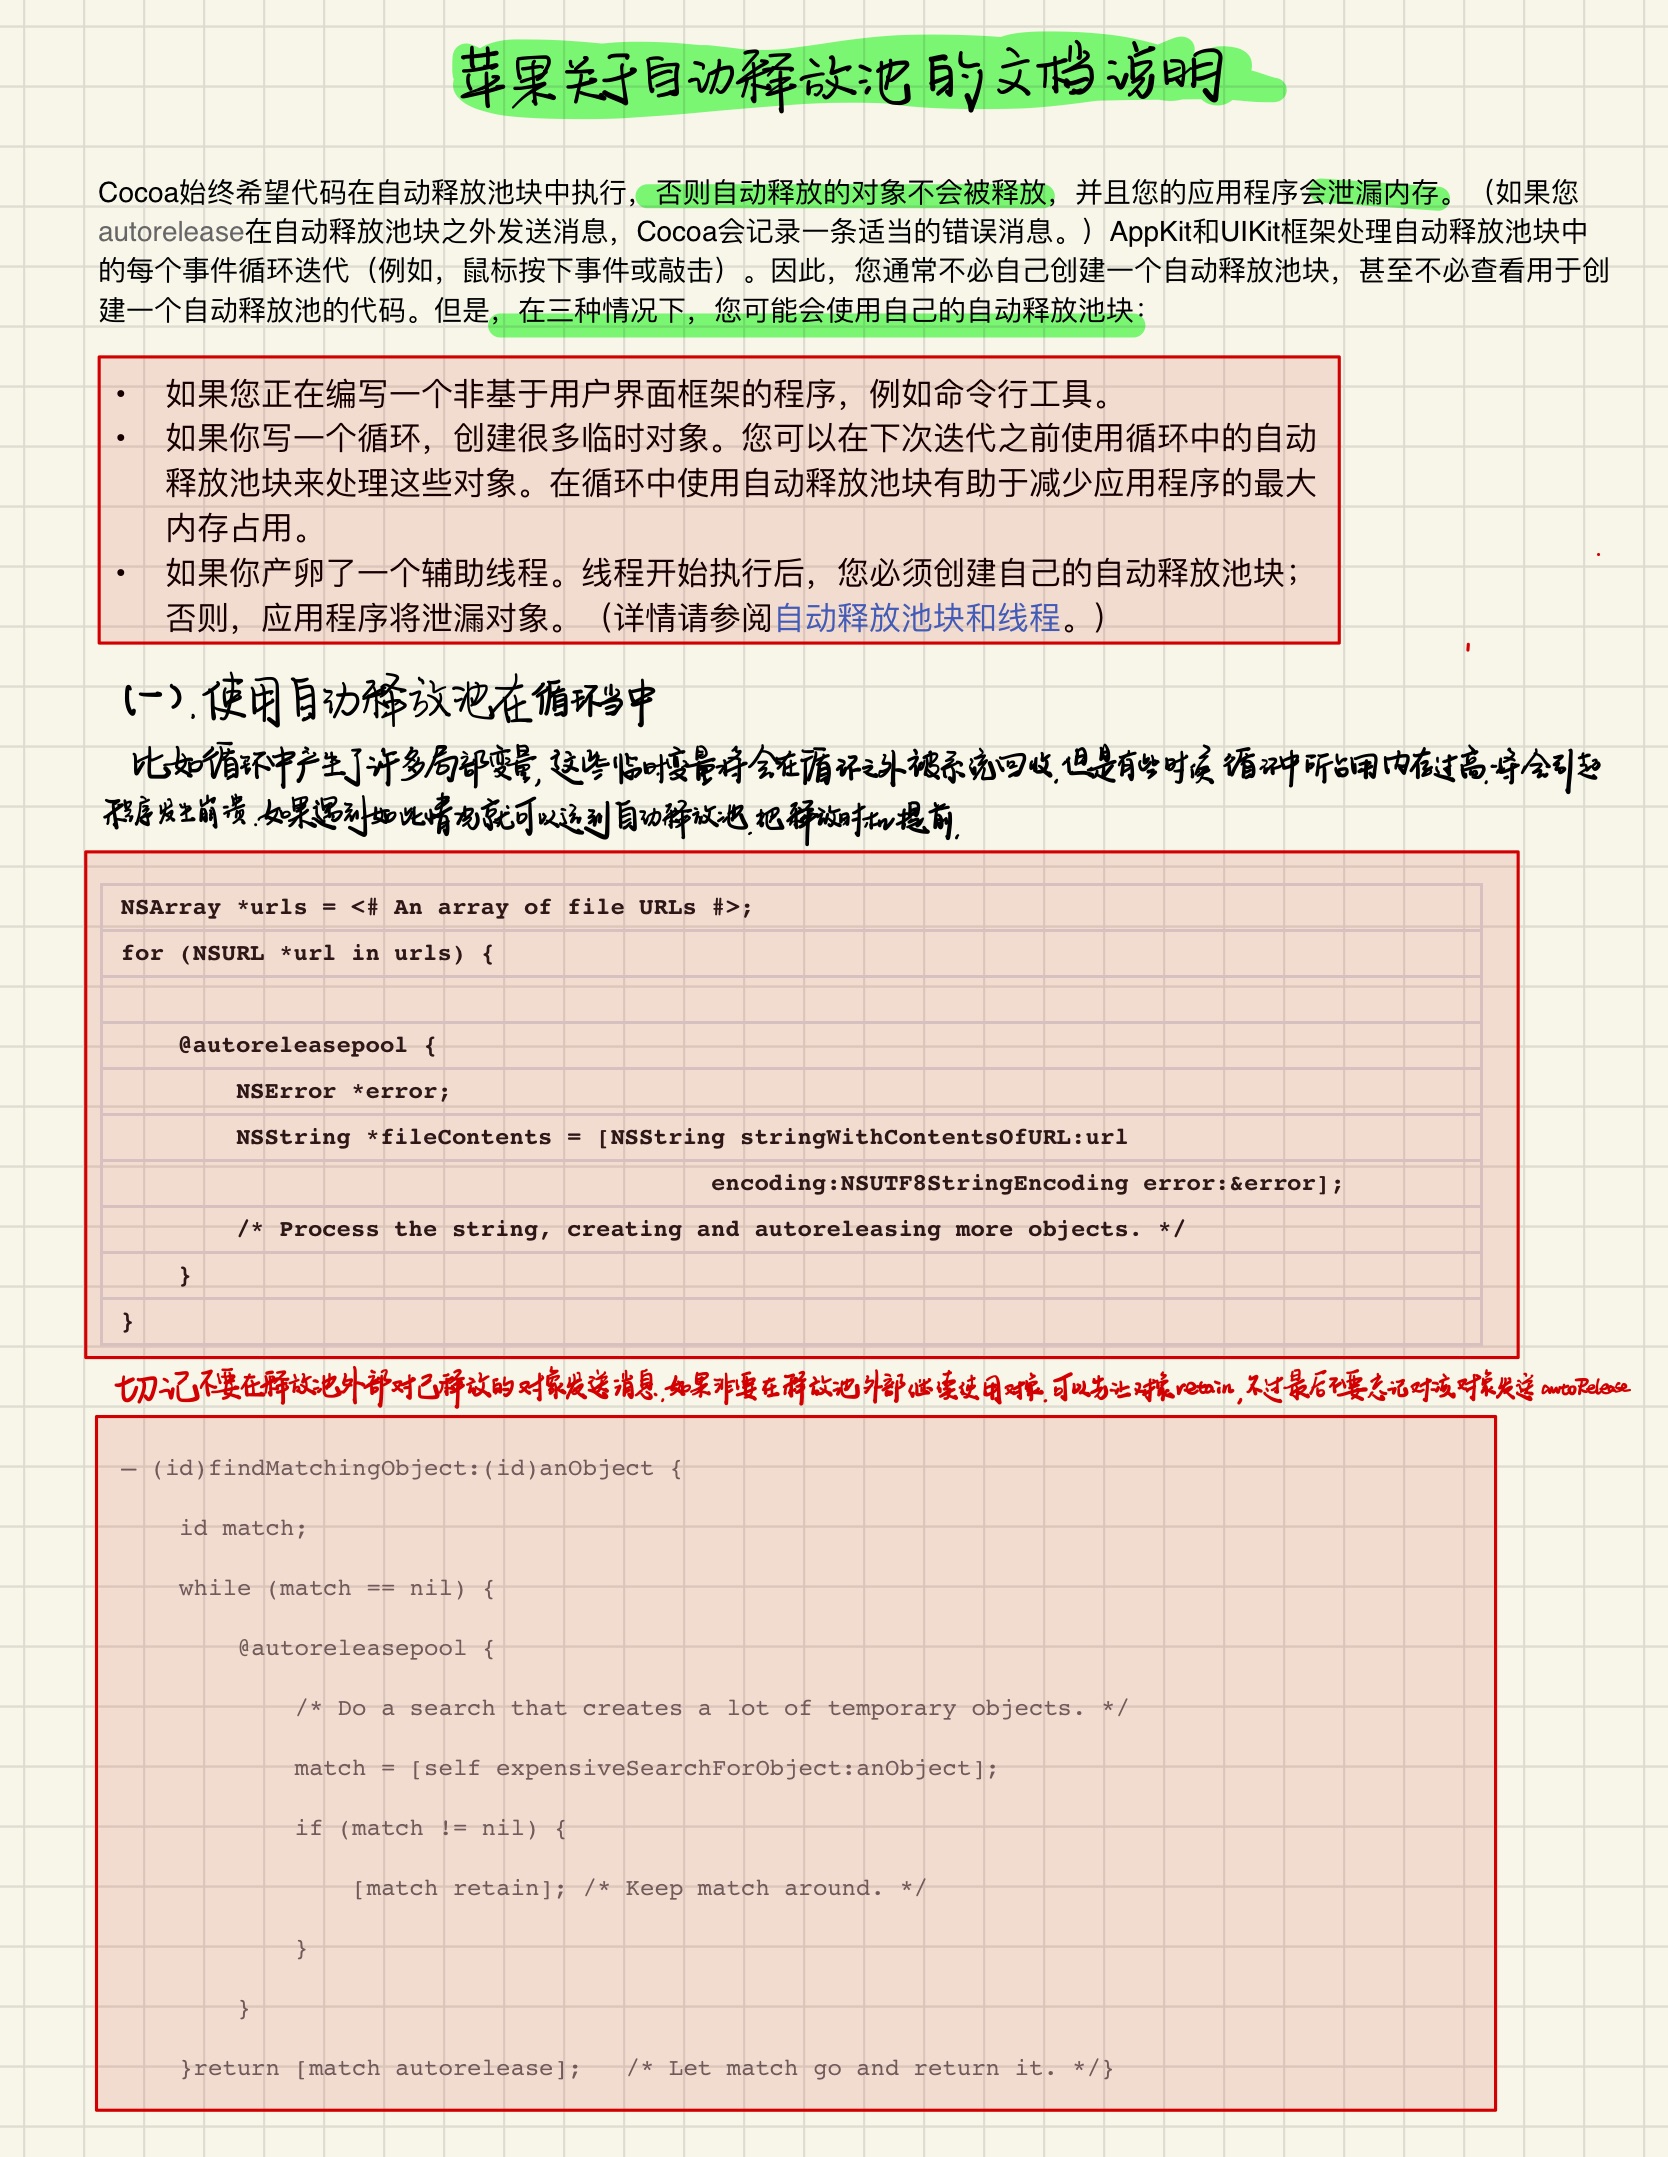 苹果关于自动释放池的文档说明
Cocoa始终希望代码在自动释放池块中执行，否则自动释放的对象不会被释放，并且您的应用程序会泄漏内存。（如果您
autorelease在自动释放池块之外发送消息，Cocoa会记录一条适当的错误消息。）AppKit和UIKit框架处理自动释放池块中
的每个事件循环迭代（例如，鼠标按下事件或敲击）。因此，您通常不必自己创建一个自动释放池块，甚至不必查看用于创
建一个自动释放池的代码。但是，在三种情况下，您可能会使用自己的自动释放池块：
• 如果您正在编写一个非基于用户界面框架的程序，例如命令行工具。
• 如果你写一个循环，创建很多临时对象。您可以在下次迭代之前使用循环中的自动
释放池块来处理这些对象。在循环中使用自动释放池块有助于减少应用程序的最大
内存占用。
• 如果你产卵了一个辅助线程。线程开始执行后，您必须创建自己的自动释放池块；
否则，应用程序将泄漏对象。（详情请参阅自动释放池块和线程。）
（一）.使用自动释放池在循环当中
比如循环中产生了许多局部变量，这些临时变量将会在循环之外被系统回收，但是有些时候循环中所占用内存过高，将会引起
程序发生崩溃.如果遇到如此情况就可以运到自动释放池，把释放时机提前.
NSArray *urls = <# An array of file URLs #>;
for (NSURL *url in urls) {
@autoreleasepool {
NSError *error;
NSString *fileContents = [NSString stringWithContentsOfURL:url
encoding:NSUTF8StringEncoding error:&error];
/* Process the string, creating and autoreleasing more objects. */
}
}
切记不要在释放池外部对已释放的对象发送消息，如果非要在释放池外部继续使用对象，可以先让对象retain，不过最后不要忘记对该对象发送autoRelease
– (id)findMatchingObject:(id)anObject {
id match;
while (match == nil) {
@autoreleasepool {
/* Do a search that creates a lot of temporary objects. */
match = [self expensiveSearchForObject:anObject];
if (match != nil) {
[match retain]; /* Keep match around. */
}
}
}return [match autorelease];   /* Let match go and return it. */}